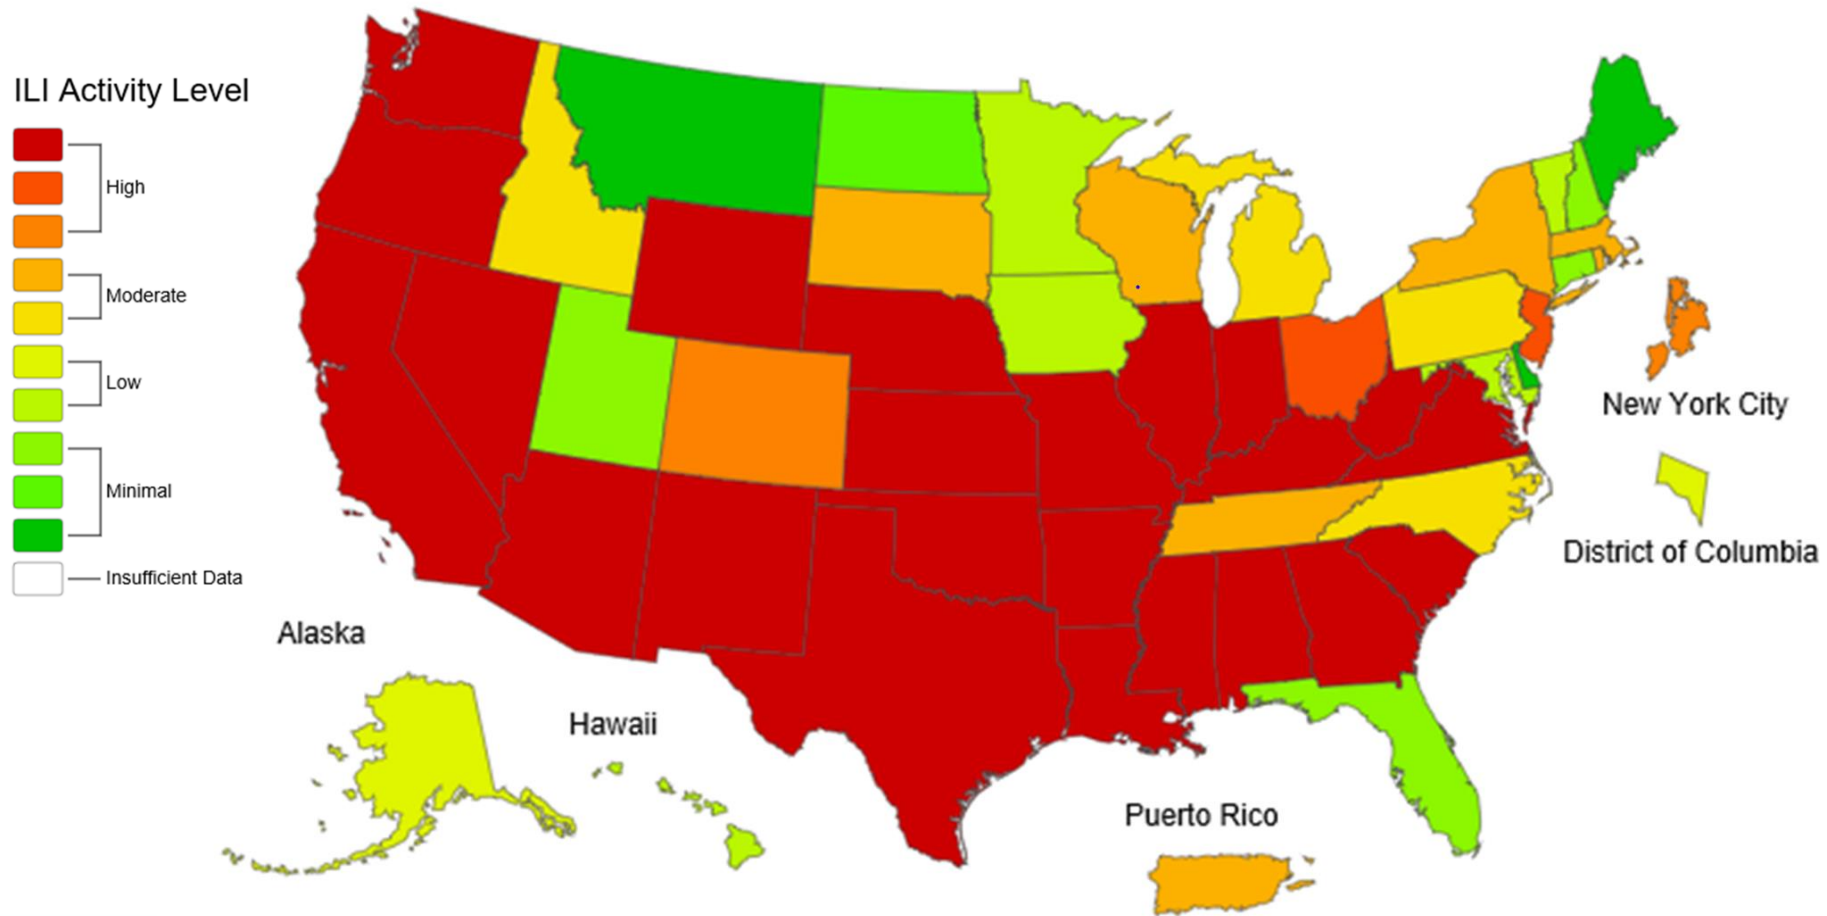 ILI Activity Level
High
Moderate
Low
Minimal
Insufficient Data
New York City
District of Columbia
Alaska
Hawaii
Puerto Rico